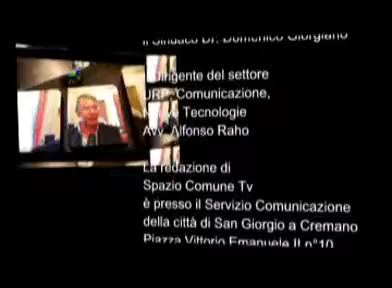 Il Sindaco Dr. Domenico Giorgiano
Dirigente del settore
URP, Comunicazione,
Nuove Tecnologie
Avv. Alfonso Raho
La redazione di
Spazio Comune Tv
è presso il Servizio Comunicazione
della città di San Giorgio a Cremano
Piazza Vittorio Emanuele II n°10